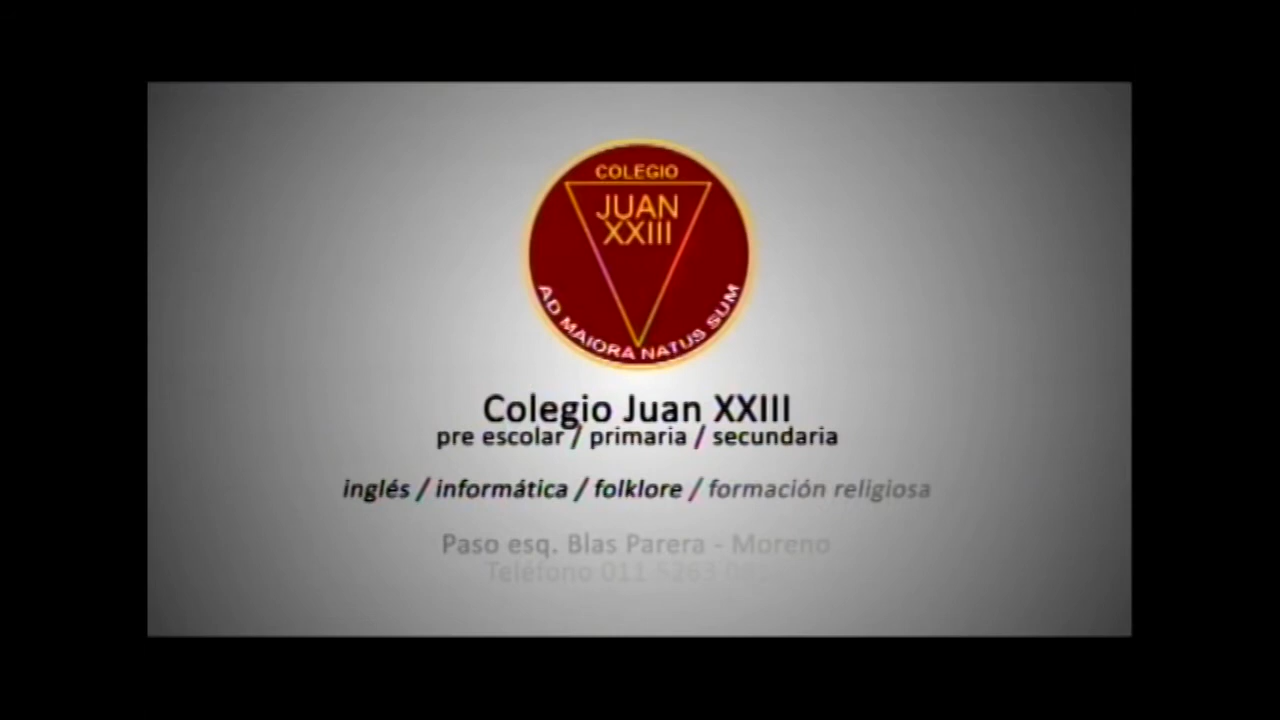 COLEGIO
JUAN
XXIII
AD MAIORA NATUS SUM
Colegio Juan XXIII
pre escolar / primaria / secundaria
inglés / informática / folklore / formación religiosa
Paso esq. Blas Parera - Moreno
Teléfono 011 5263